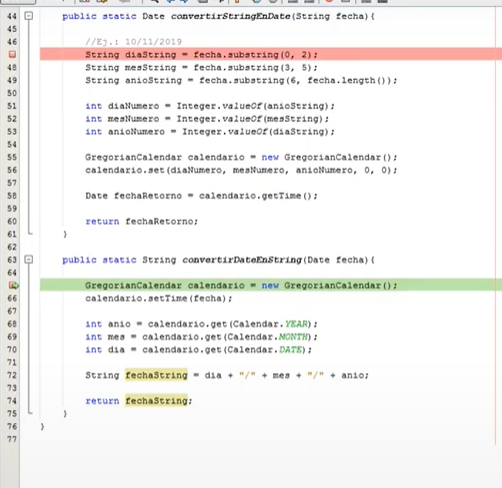 44 public static Date convertirStringEnDate(String fecha){
45
46 //Ej.: 10/11/2019
String diaString = fecha.substring(0, 2);
48 String mesString = fecha.substring(3, 5);
49 String anioString = fecha.substring(6, fecha.length());
50
51 int diaNumero = Integer.valueOf(anioString);
52 int mesNumero = Integer.valueOf(mesString);
53 int anioNumero = Integer.valueOf(diaString);
54
55 GregorianCalendar calendario = new GregorianCalendar();
56 calendario.set(diaNumero, mesNumero, anioNumero, 0, 0);
57
58 Date fechaRetorno = calendario.getTime();
59
60 return fechaRetorno;
61 }
62
63 public static String convertirDateEnString(Date fecha){
64
GregorianCalendar calendario = new GregorianCalendar();
66 calendario.setTime(fecha);
67
68 int anio = calendario.get(Calendar.YEAR);
69 int mes = calendario.get(Calendar.MONTH);
70 int dia = calendario.get(Calendar.DATE);
71
72 String fechaString = dia + "/" + mes + "/" + anio;
73
74 return fechaString;
75 }
76 }
77